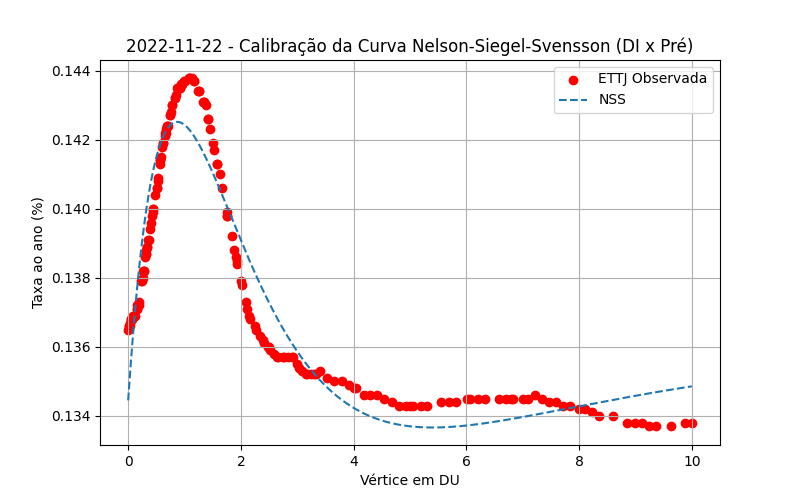 2022-11-22 - Calibração da Curva Nelson-Siegel-Svensson (DI x Pré)
0.144
0.142
0.140
0.138
0.136
0.134
Taxa ao ano (%)
ETTJ Observada
NSS
0 2 4 6 8 10
Vértice em DU